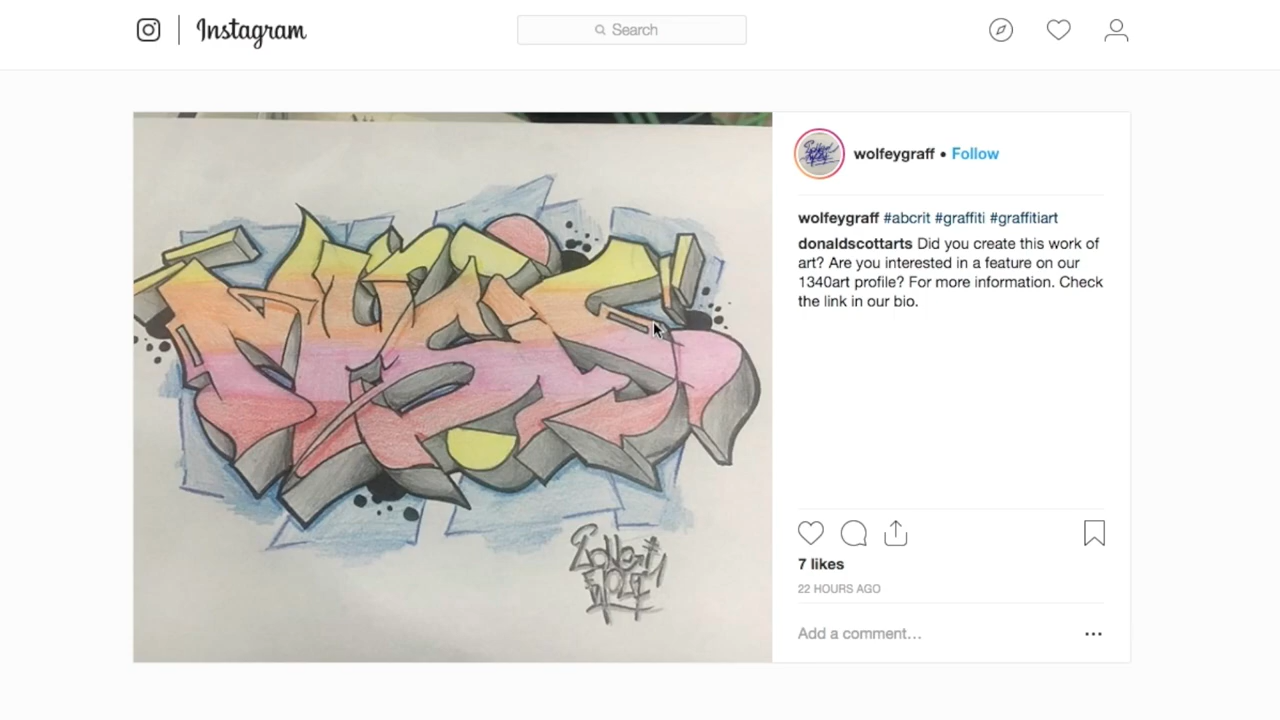 Instagram
Search
wolfeygraff • Follow
wolfeygraff #abcrit #graffiti #graffitiart
donaldscottarts Did you create this work of
art? Are you interested in a feature on our
1340art profile? For more information. Check
the link in our bio.
7 likes
22 HOURS AGO
Add a comment...